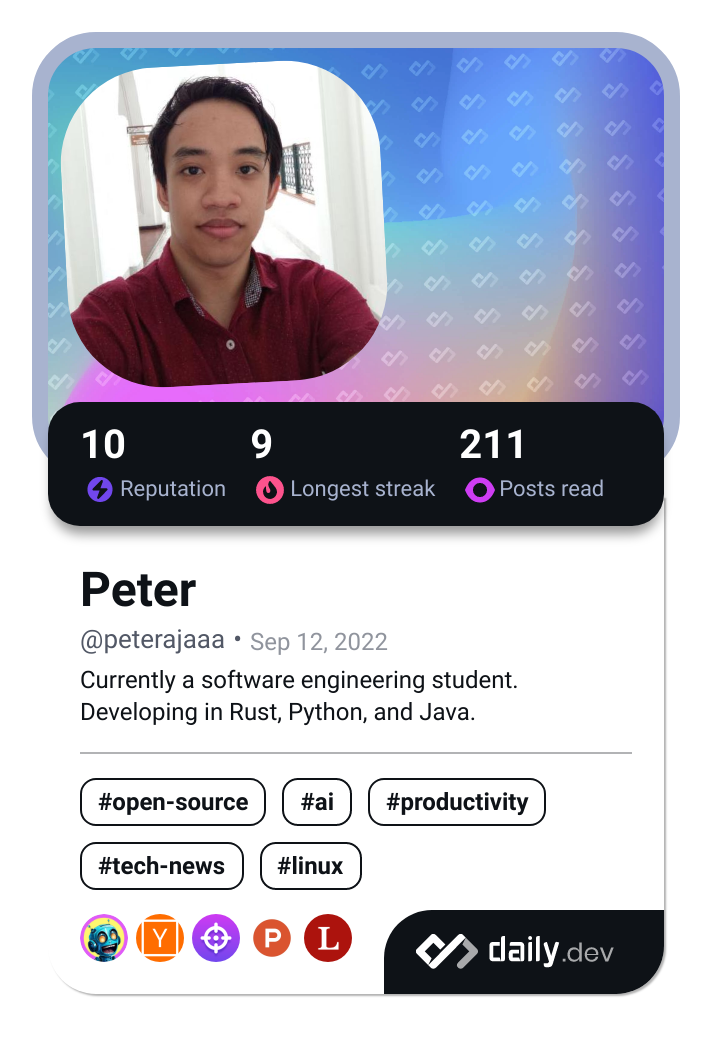 10 9 211
Reputation Longest streak Posts read
Peter
@peterajaaa • Sep 12, 2022
Currently a software engineering student.
Developing in Rust, Python, and Java.
#open-source #ai #productivity
#tech-news #linux
Y P L
daily.dev